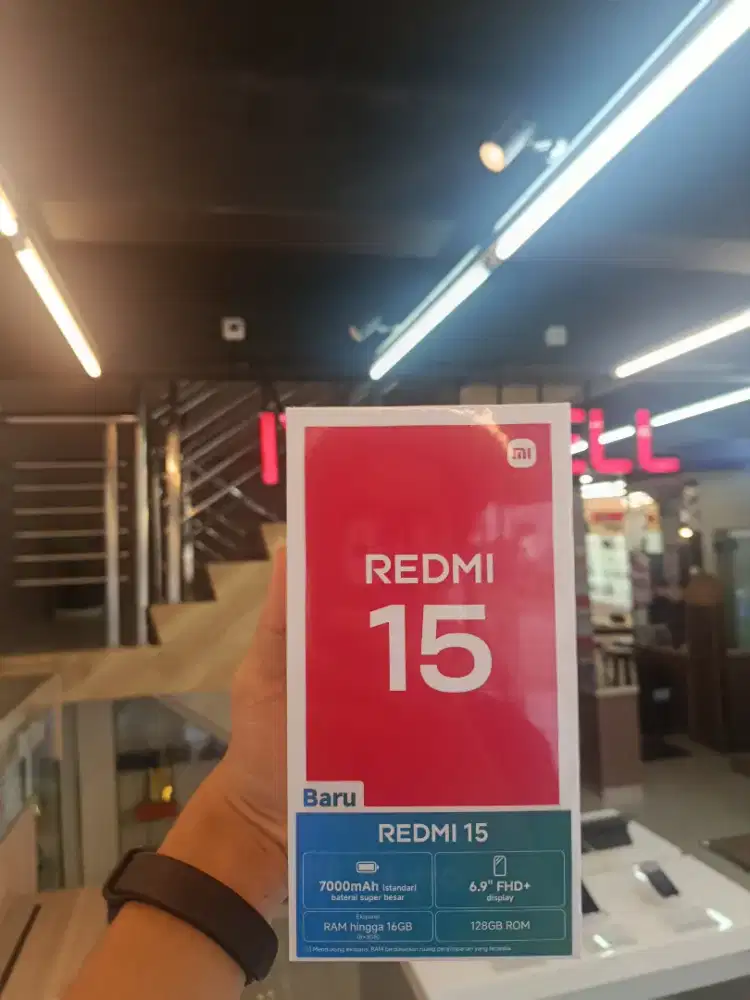 ELL
mi
REDMI
15
Baru
REDMI 15
7000mAh (standar)
baterai super besar
6.9" FHD+
display
Ekspansi
RAM hingga 16GB
128GB ROM